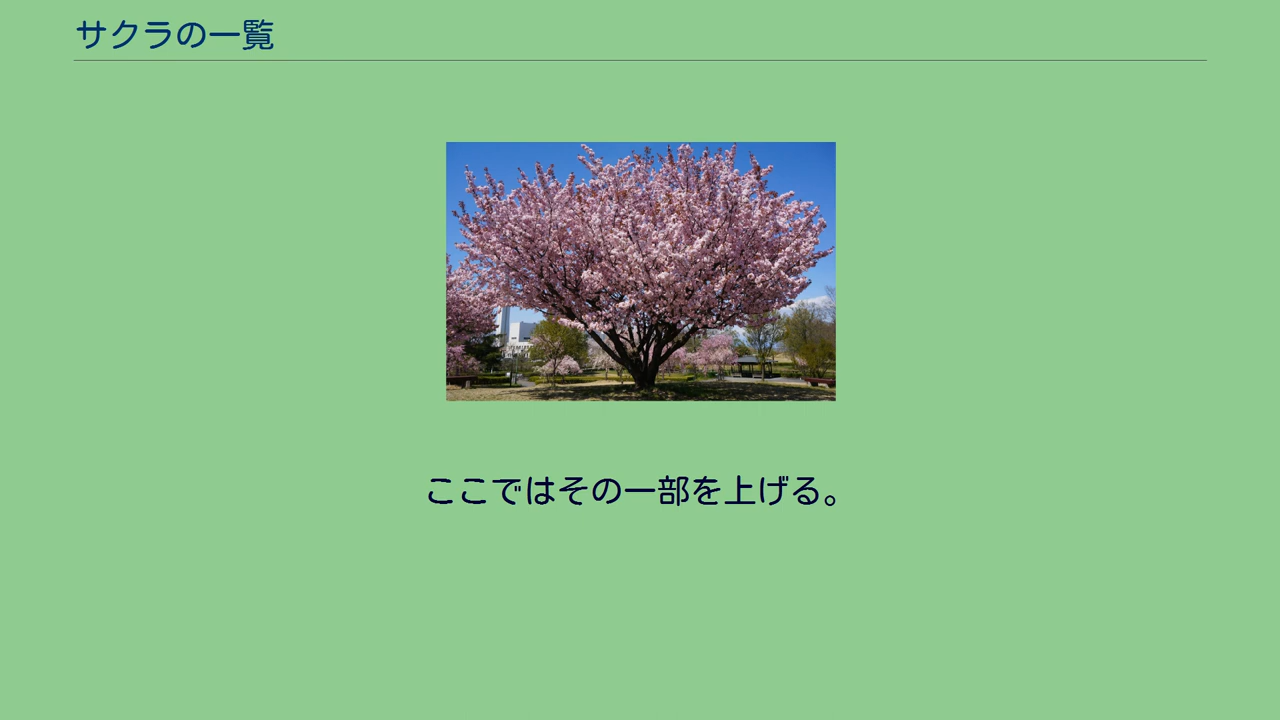 サクラの一覧
ここではその一部を上げる。